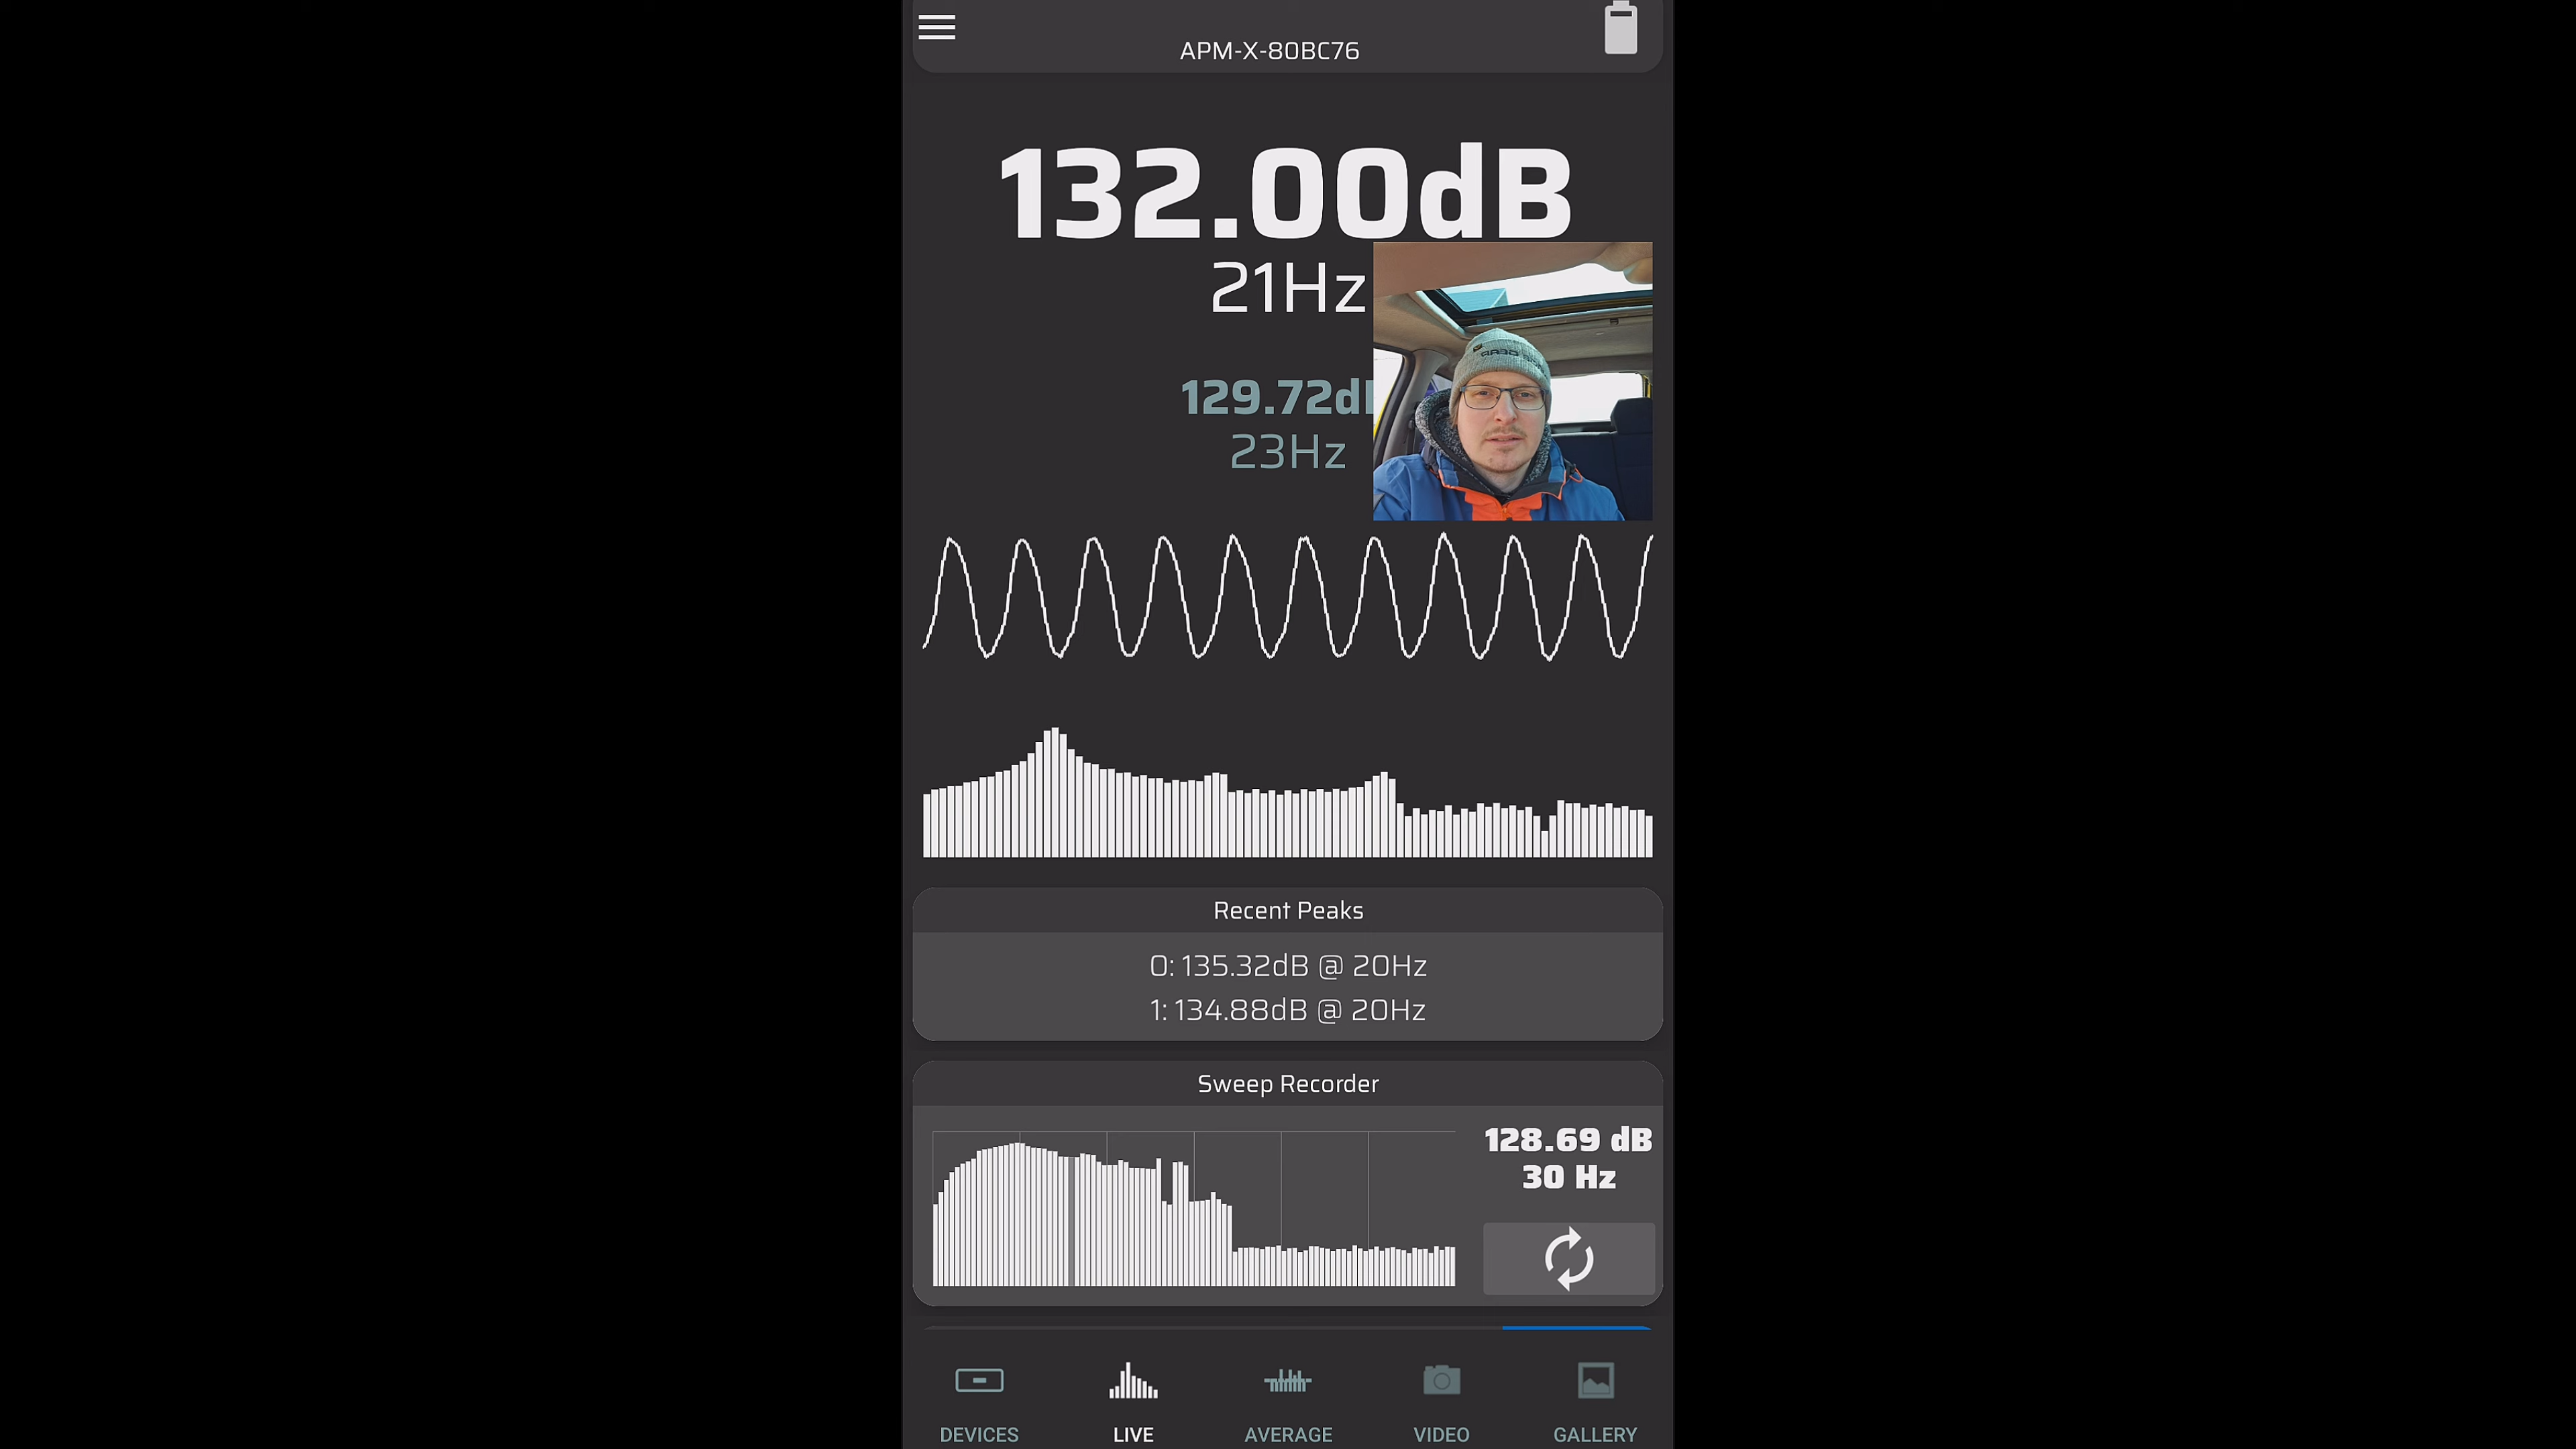 APM-X-80BC76
132.00dB
21Hz
129.72d
23Hz
Recent Peaks
0: 135.32dB @ 20Hz
1: 134.88dB @ 20Hz
Sweep Recorder
128.69 dB
30 Hz
DEVICES
LIVE
AVERAGE
VIDEO
GALLERY